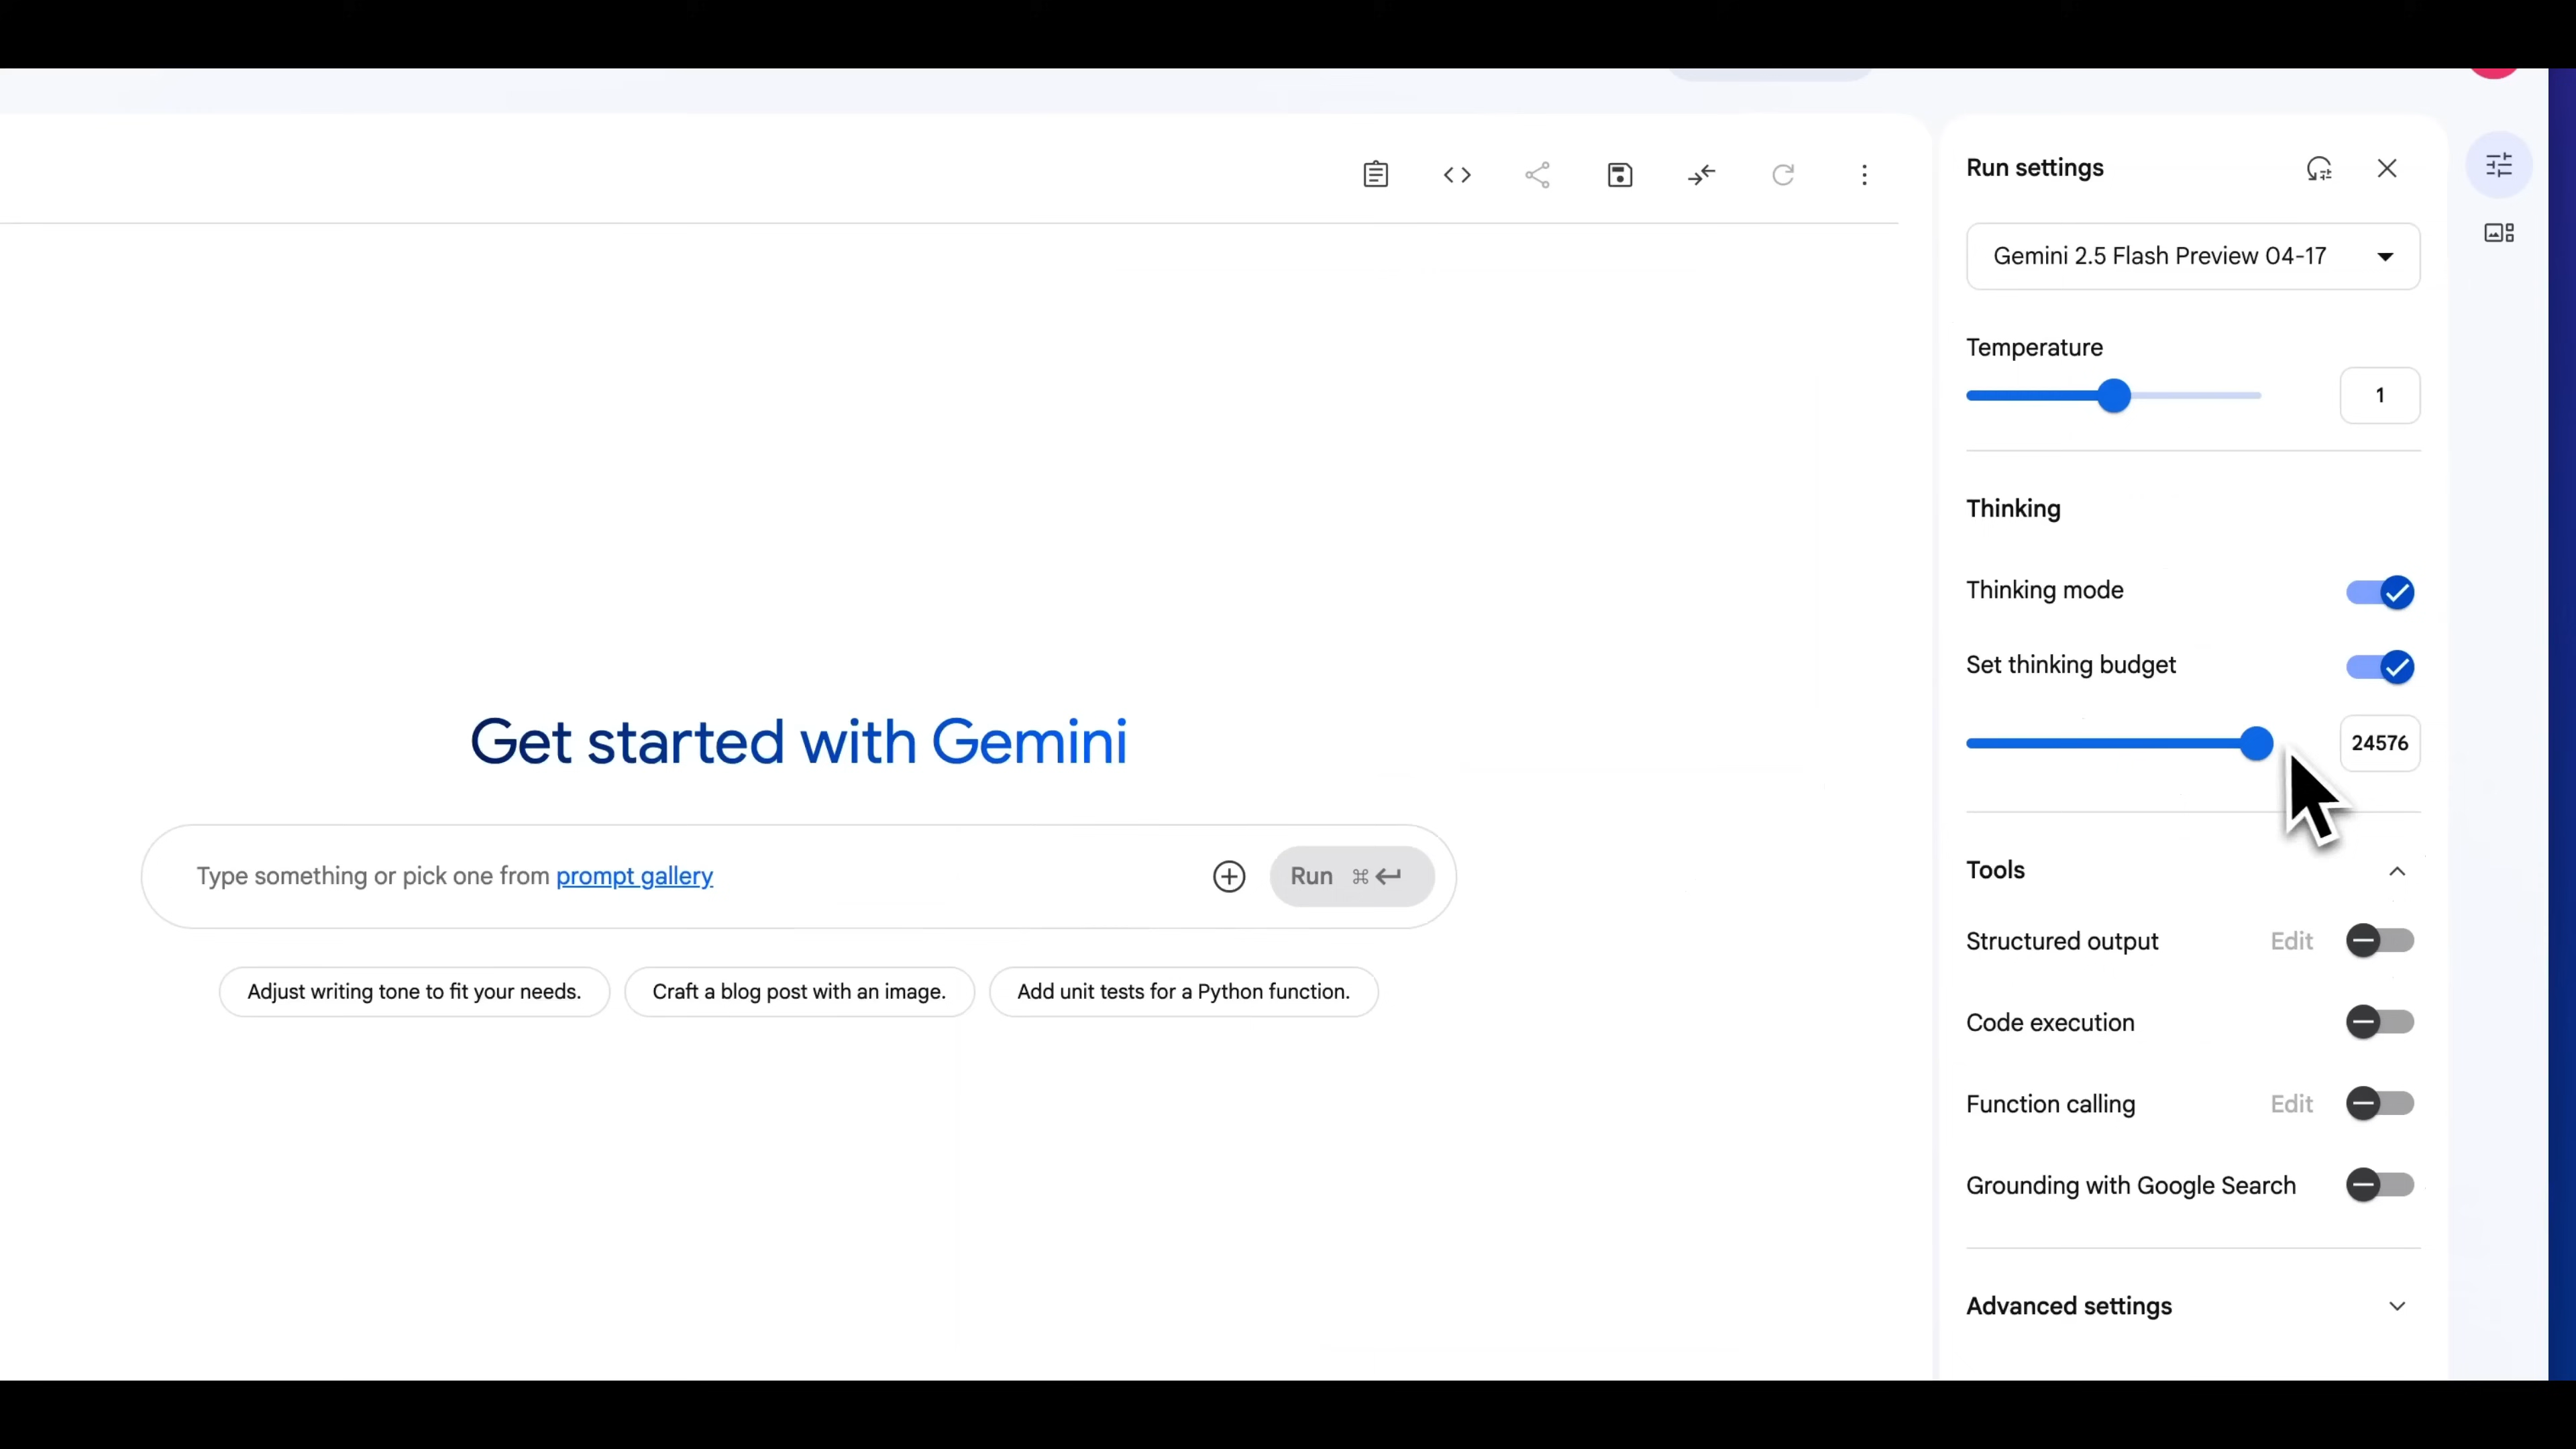 Run settings
Gemini 2.5 Flash Preview 04-17
Temperature
1
Thinking
Thinking mode
Set thinking budget
24576
Get started with Gemini
Type something or pick one from prompt gallery
Run ⌘ ↵
Adjust writing tone to fit your needs.
Craft a blog post with an image.
Add unit tests for a Python function.
Tools
Structured output Edit
Code execution
Function calling Edit
Grounding with Google Search
Advanced settings